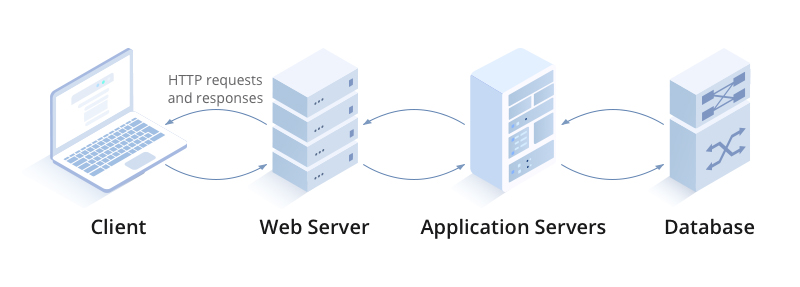 HTTP requests
and responses
Client
Web Server
Application Servers
Database